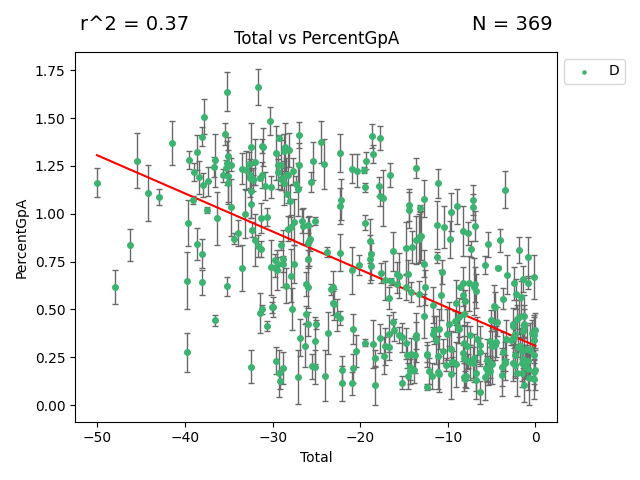 r^2 = 0.37
N = 369
Total vs PercentGpA
D
PercentGpA
1.75
1.50
1.25
1.00
0.75
0.50
0.25
0.00
−50
−40
−30
−20
−10
0
Total